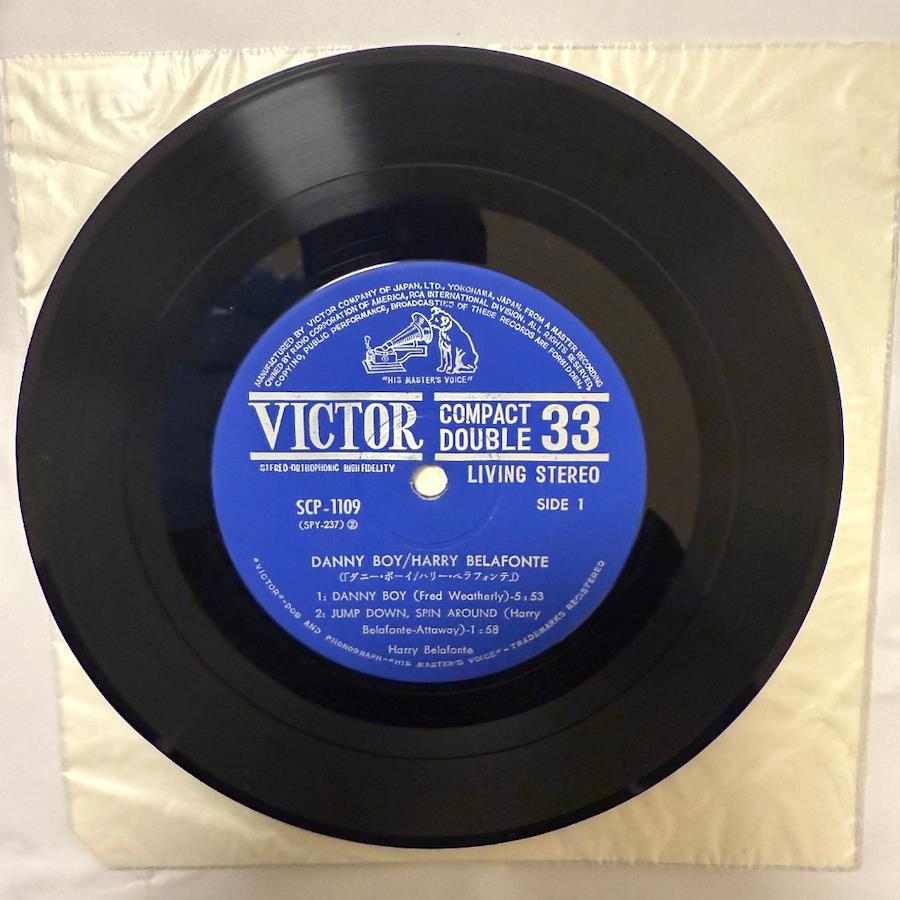 MANUFACTURED BY VICTOR COMPANY OF JAPAN, LTD., YOKOHAMA, JAPAN, FROM A MASTER RECORDING
OWNED BY RADIO CORPORATION OF AMERICA, RCA INTERNATIONAL DIVISION. ALL RIGHTS RESERVED.
COPYING, PUBLIC PERFORMANCE, BROADCASTING OF THESE RECORDS ARE FORBIDDEN.
"HIS MASTER'S VOICE"
VICTOR COMPACT DOUBLE 33
STEREO-ORTHOPHONIC HIGH FIDELITY
LIVING STEREO
SCP-1109
SIDE 1
(SPY-237) ②
DANNY BOY/HARRY BELAFONTE
(「ダニー・ボーイ/ハリー・ベラフォンテ」)
1: DANNY BOY (Fred Weatherly)-5:53
2: JUMP DOWN, SPIN AROUND (Harry
Belafonte-Attaway)-1:58
Harry Belafonte
"VICTOR"-DOG AND PHONOGRAPH-"HIS MASTER'S VOICE"-TRADEMARKS REGISTERED